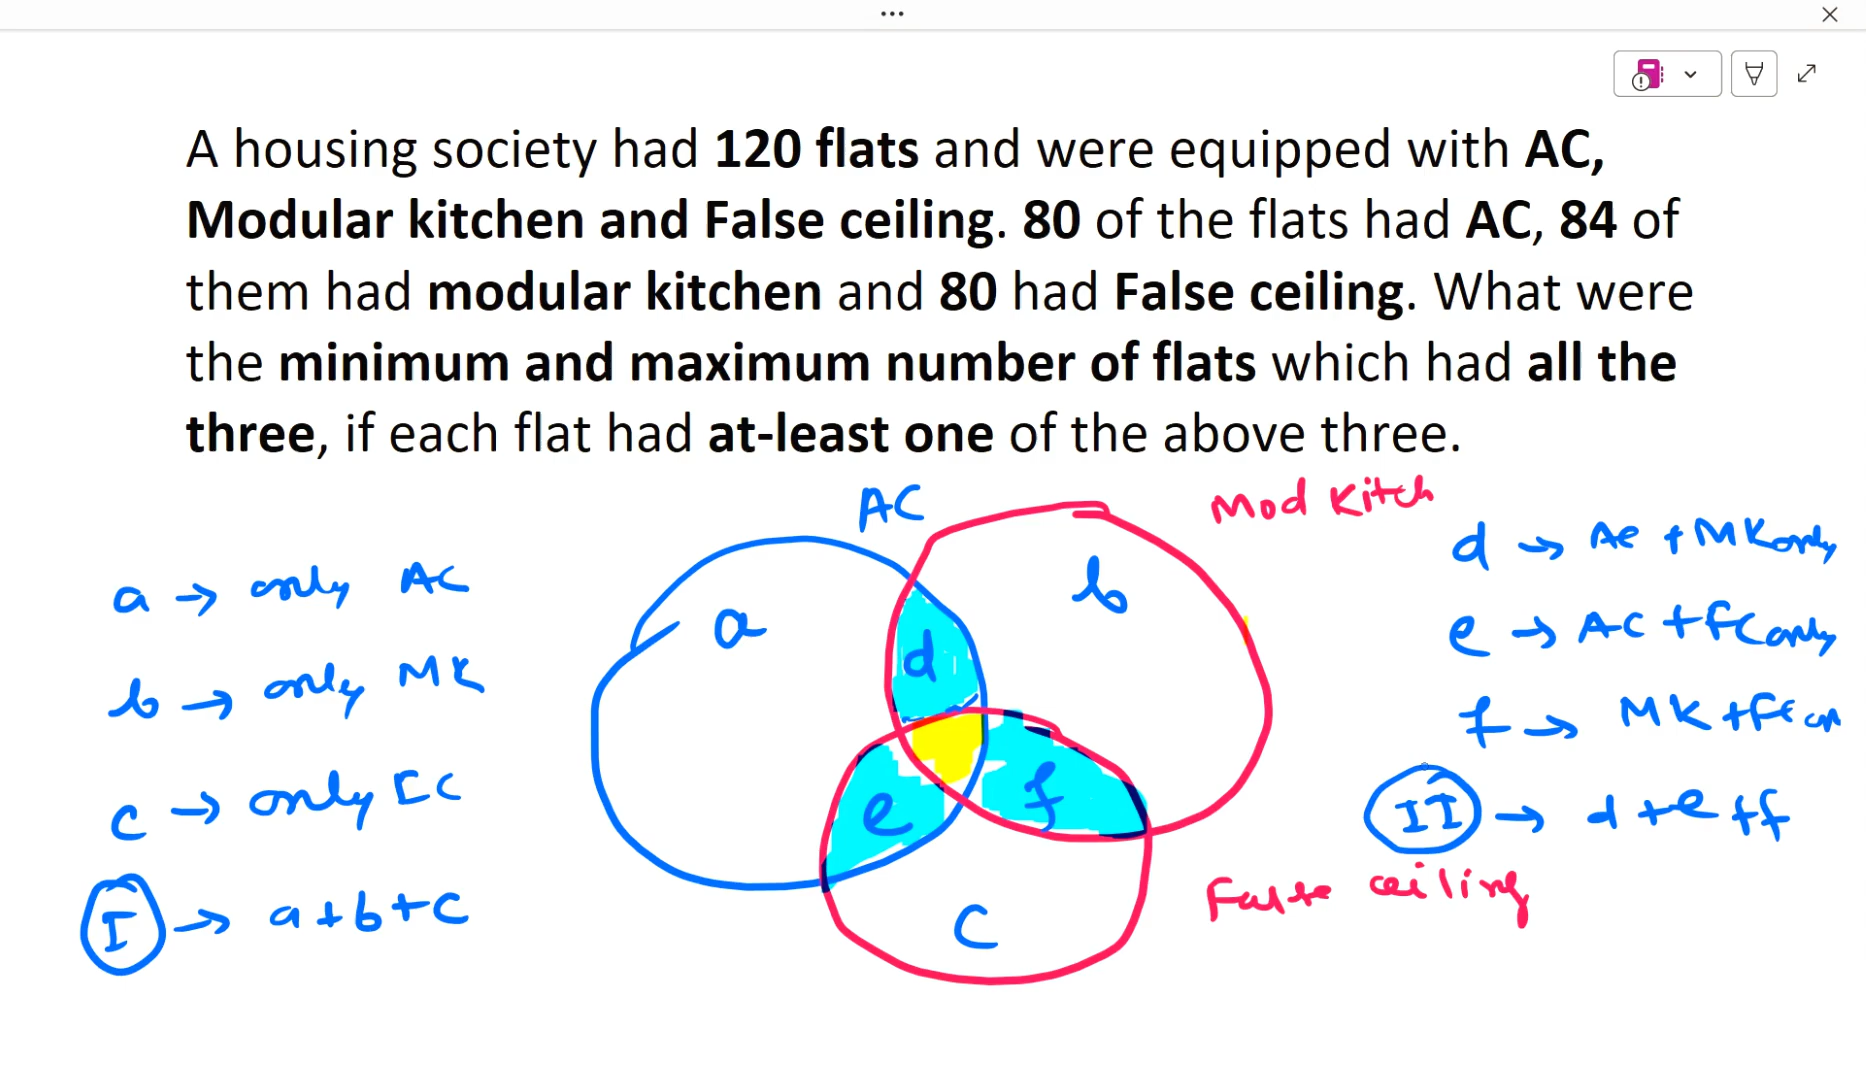 A housing society had 120 flats and were equipped with AC,
Modular kitchen and False ceiling. 80 of the flats had AC, 84 of
them had modular kitchen and 80 had False ceiling. What were
the minimum and maximum number of flats which had all the
three, if each flat had at-least one of the above three.
AC
Mod Kitch
a → only AC
b → only MK
c → only FC
I → a+b+c
a
b
d
e
f
C
d → AC + MK only
e → AC + FC only
f → MK + FC on
II → d+e+f
False ceiling